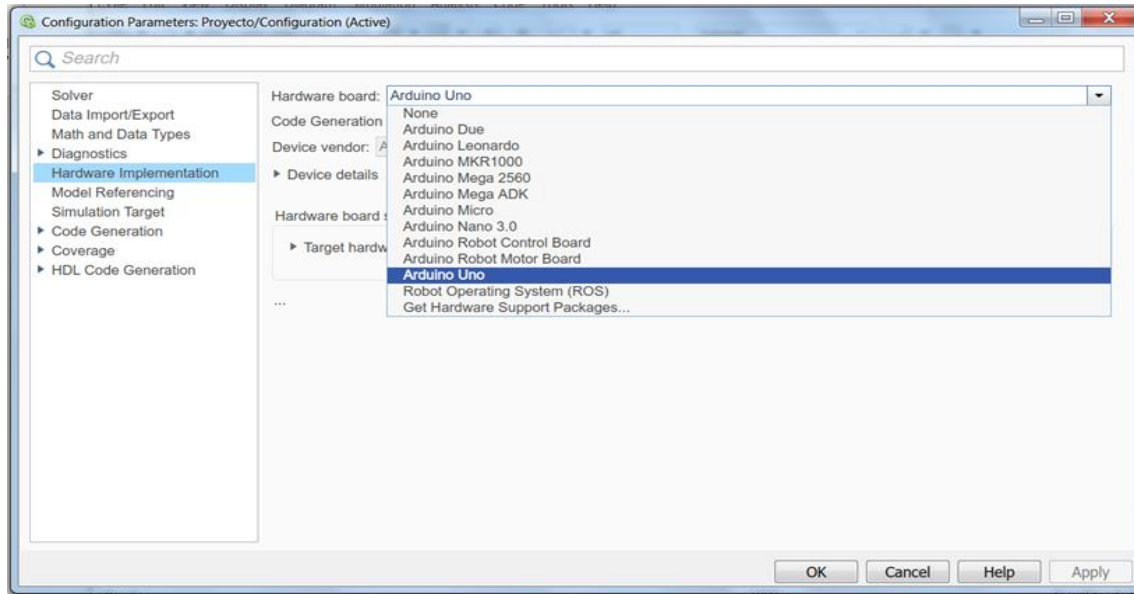 Configuration Parameters: Proyecto/Configuration (Active)
Search
Solver
Data Import/Export
Math and Data Types
Diagnostics
Hardware Implementation
Model Referencing
Simulation Target
Code Generation
Coverage
HDL Code Generation
Hardware board: Arduino Uno
Code Generation
Device vendor: A
Device details
Hardware board s
Target hardw
...
None
Arduino Due
Arduino Leonardo
Arduino MKR1000
Arduino Mega 2560
Arduino Mega ADK
Arduino Micro
Arduino Nano 3.0
Arduino Robot Control Board
Arduino Robot Motor Board
Arduino Uno
Robot Operating System (ROS)
Get Hardware Support Packages...
OK Cancel Help Apply